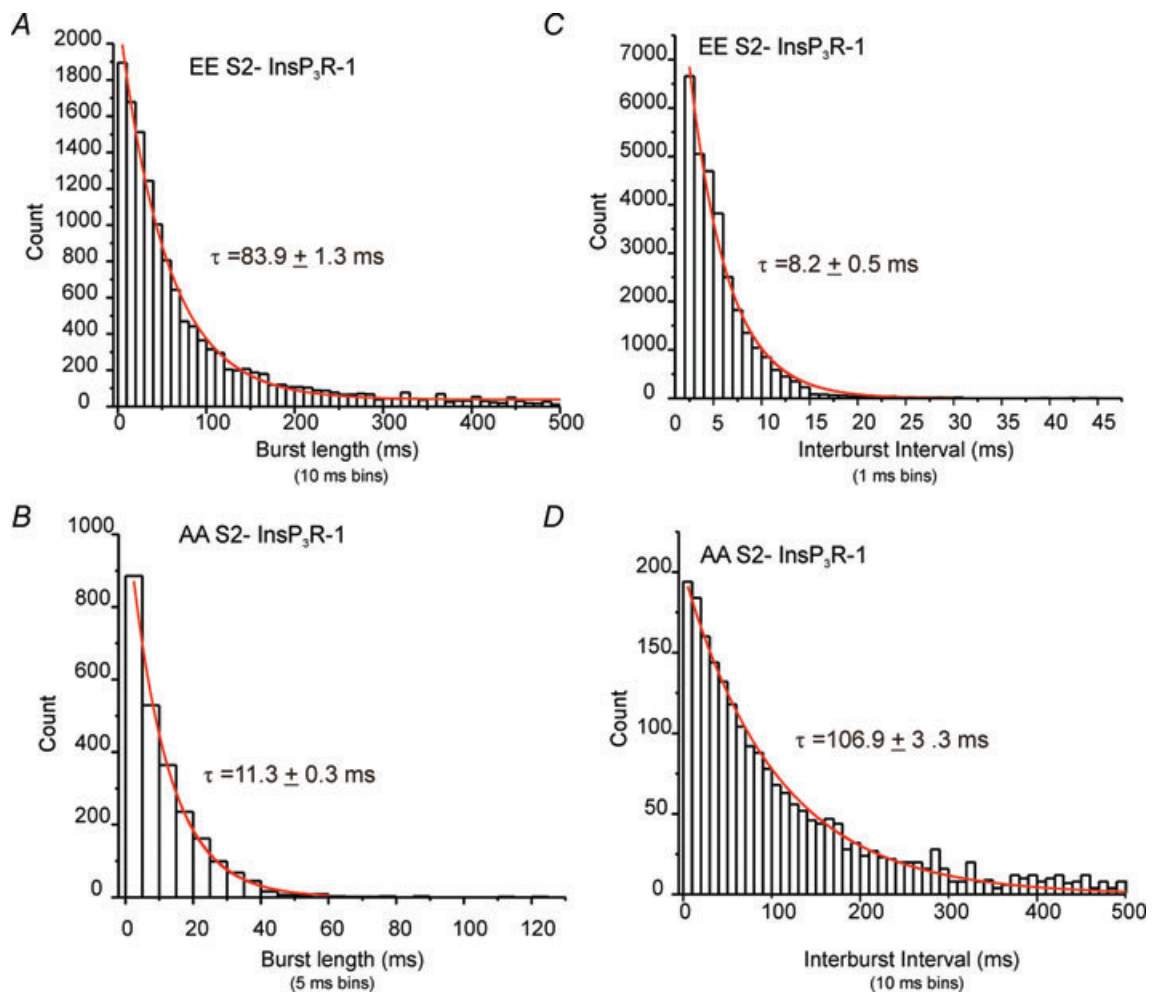 A
EE S2- InsP₃R-1
2000
1800
1600
1400
1200
1000
800
600
400
200
0
Count
τ =83.9 ± 1.3 ms
0 100 200 300 400 500
Burst length (ms)
(10 ms bins)
B
AA S2- InsP₃R-1
1000
800
600
400
200
0
Count
τ =11.3 ± 0.3 ms
0 20 40 60 80 100 120
Burst length (ms)
(5 ms bins)
C
EE S2- InsP₃R-1
7000
6000
5000
4000
3000
2000
1000
0
Count
τ =8.2 ± 0.5 ms
0 5 10 15 20 25 30 35 40 45
Interburst Interval (ms)
(1 ms bins)
D
AA S2- InsP₃R-1
200
150
100
50
0
Count
τ =106.9 ± 3 .3 ms
0 100 200 300 400 500
Interburst Interval (ms)
(10 ms bins)